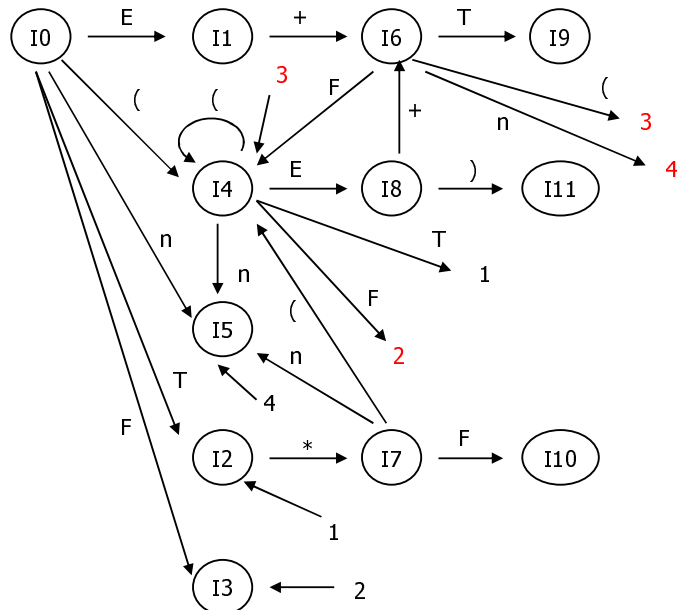 E + T
I0 I1 I6 I9
3 F (
( ( + n 3
4
E )
I4 I8 I11
T
n n 1
( F
I5 n 2
T 4
F * F
I2 I7 I10
1
I3 2